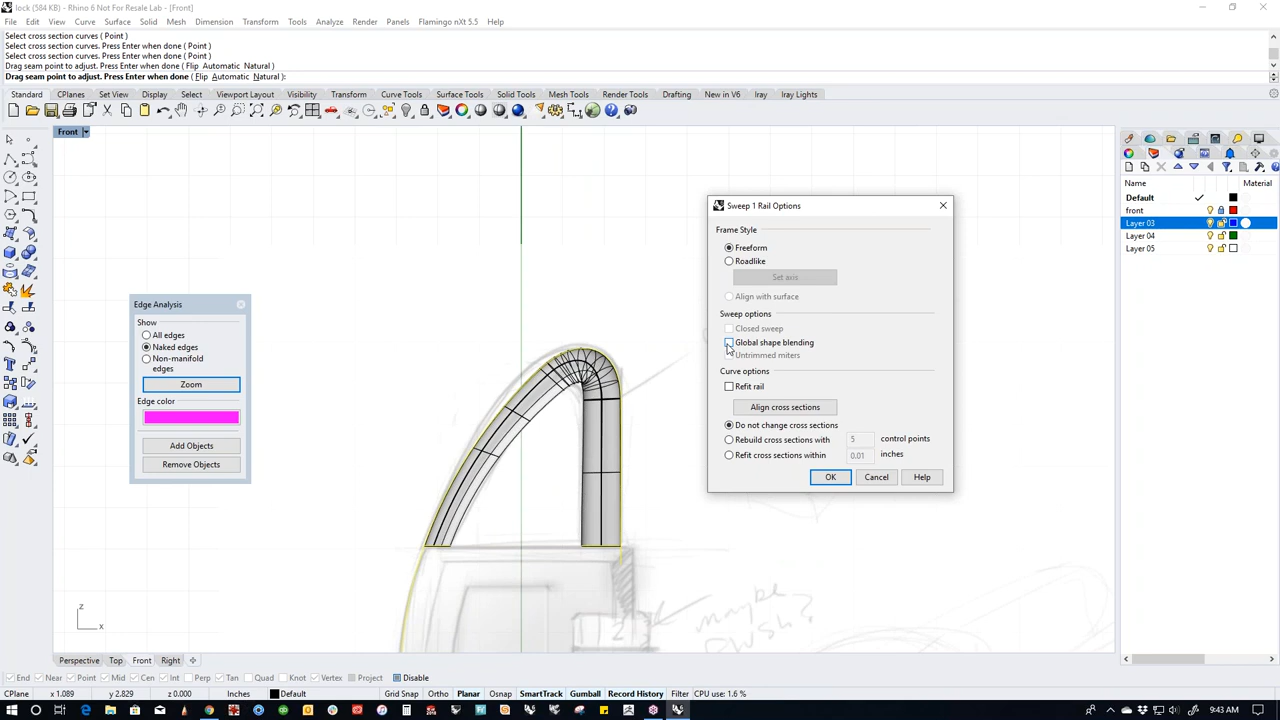 lock (584 KB) - Rhino 6 Not For Resale Lab - [Front]
File Edit View Curve Surface Solid Mesh Dimension Transform Tools Analyze Render Panels Flamingo nXt 5.5 Help
Select cross section curves ( Point )
Select cross section curves. Press Enter when done ( Point )
Select cross section curves. Press Enter when done ( Point )
Drag seam point to adjust. Press Enter when done ( Flip Automatic Natural )
Drag seam point to adjust. Press Enter when done ( Flip Automatic Natural ):
Standard CPlanes Set View Display Select Viewport Layout Visibility Transform Curve Tools Surface Tools Solid Tools Mesh Tools Render Tools Drafting New in V6 Iray Iray Lights
Front
Name Material
Default
front
Layer 03
Layer 04
Layer 05
Sweep 1 Rail Options
Frame Style
Freeform
Roadlike
Set axis
Align with surface
Sweep options
Closed sweep
Global shape blending
Untrimmed miters
Curve options
Refit rail
Align cross sections
Do not change cross sections
Rebuild cross sections with 5 control points
Refit cross sections within 0.01 inches
OK Cancel Help
Edge Analysis
Show
All edges
Naked edges
Non-manifold
edges
Zoom
Edge color
Add Objects
Remove Objects
maybe
PUSH?
z
x
Perspective Top Front Right
End Near Point Mid Cen Int Perp Tan Quad Knot Vertex Project Disable
CPlane x 1.089 y 2.829 z 0.000 Inches Default Grid Snap Ortho Planar Osnap SmartTrack Gumball Record History Filter CPU use: 1.6 %
9:43 AM